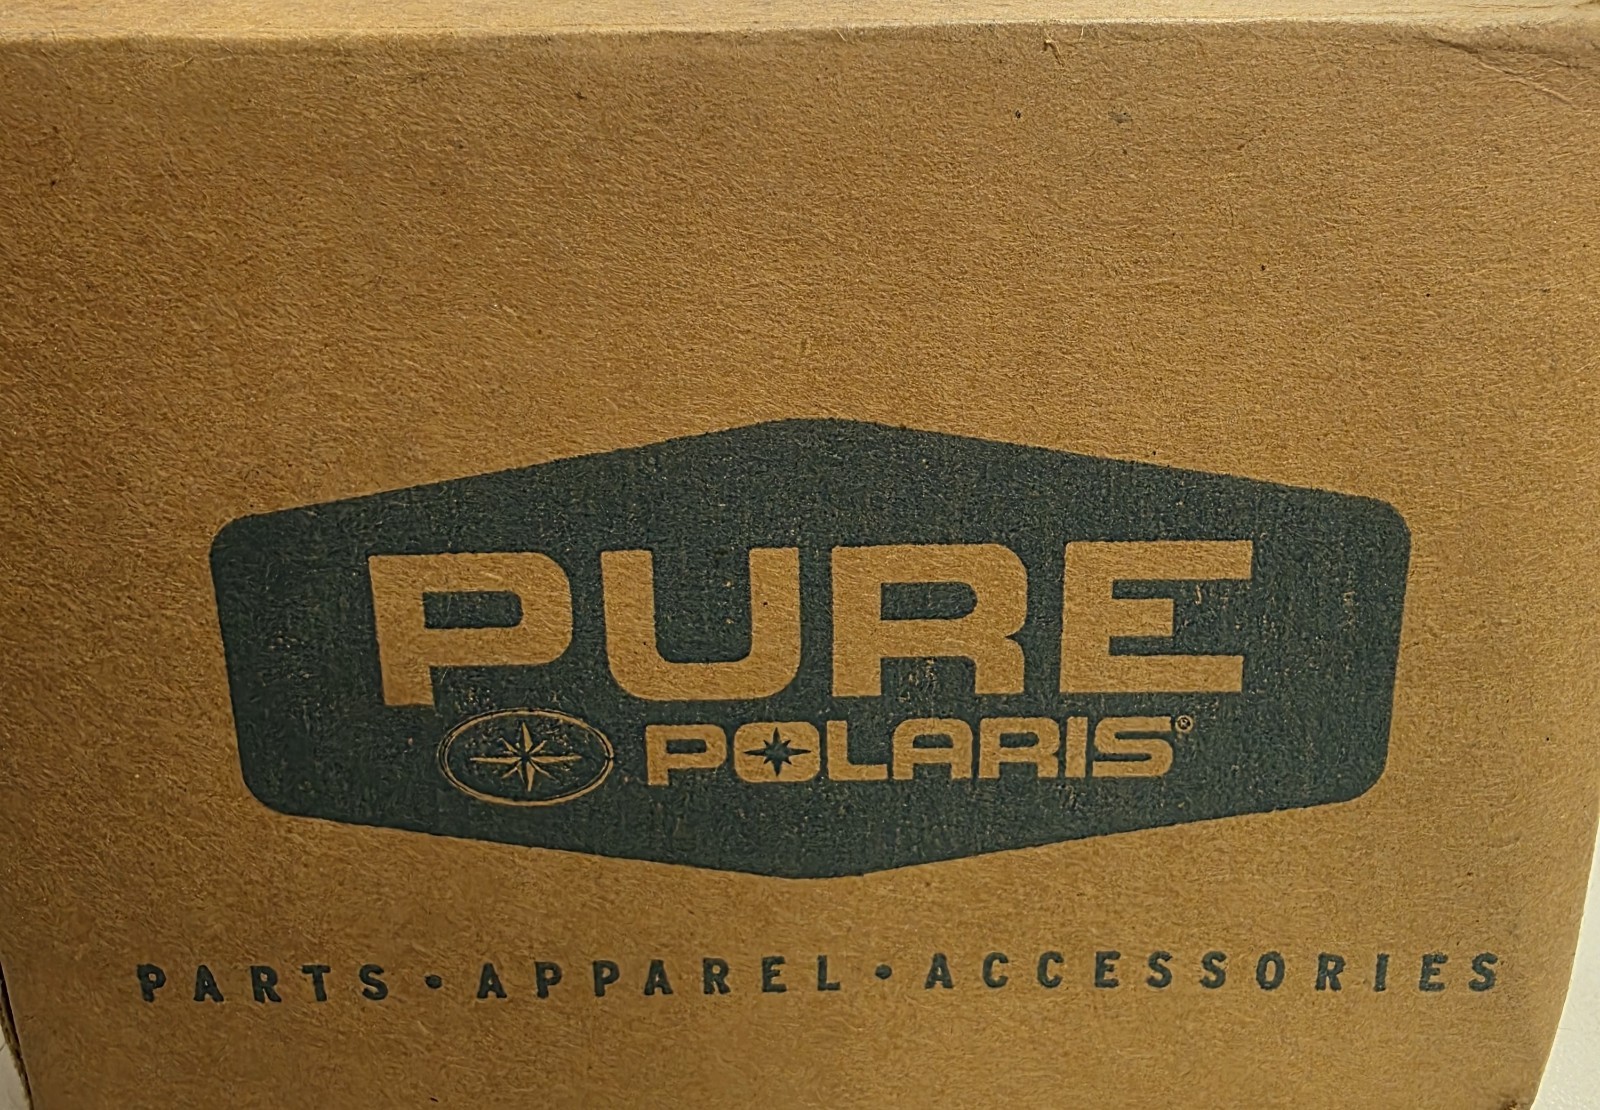 PURE
POLARIS®
PARTS • APPAREL • ACCESSORIES